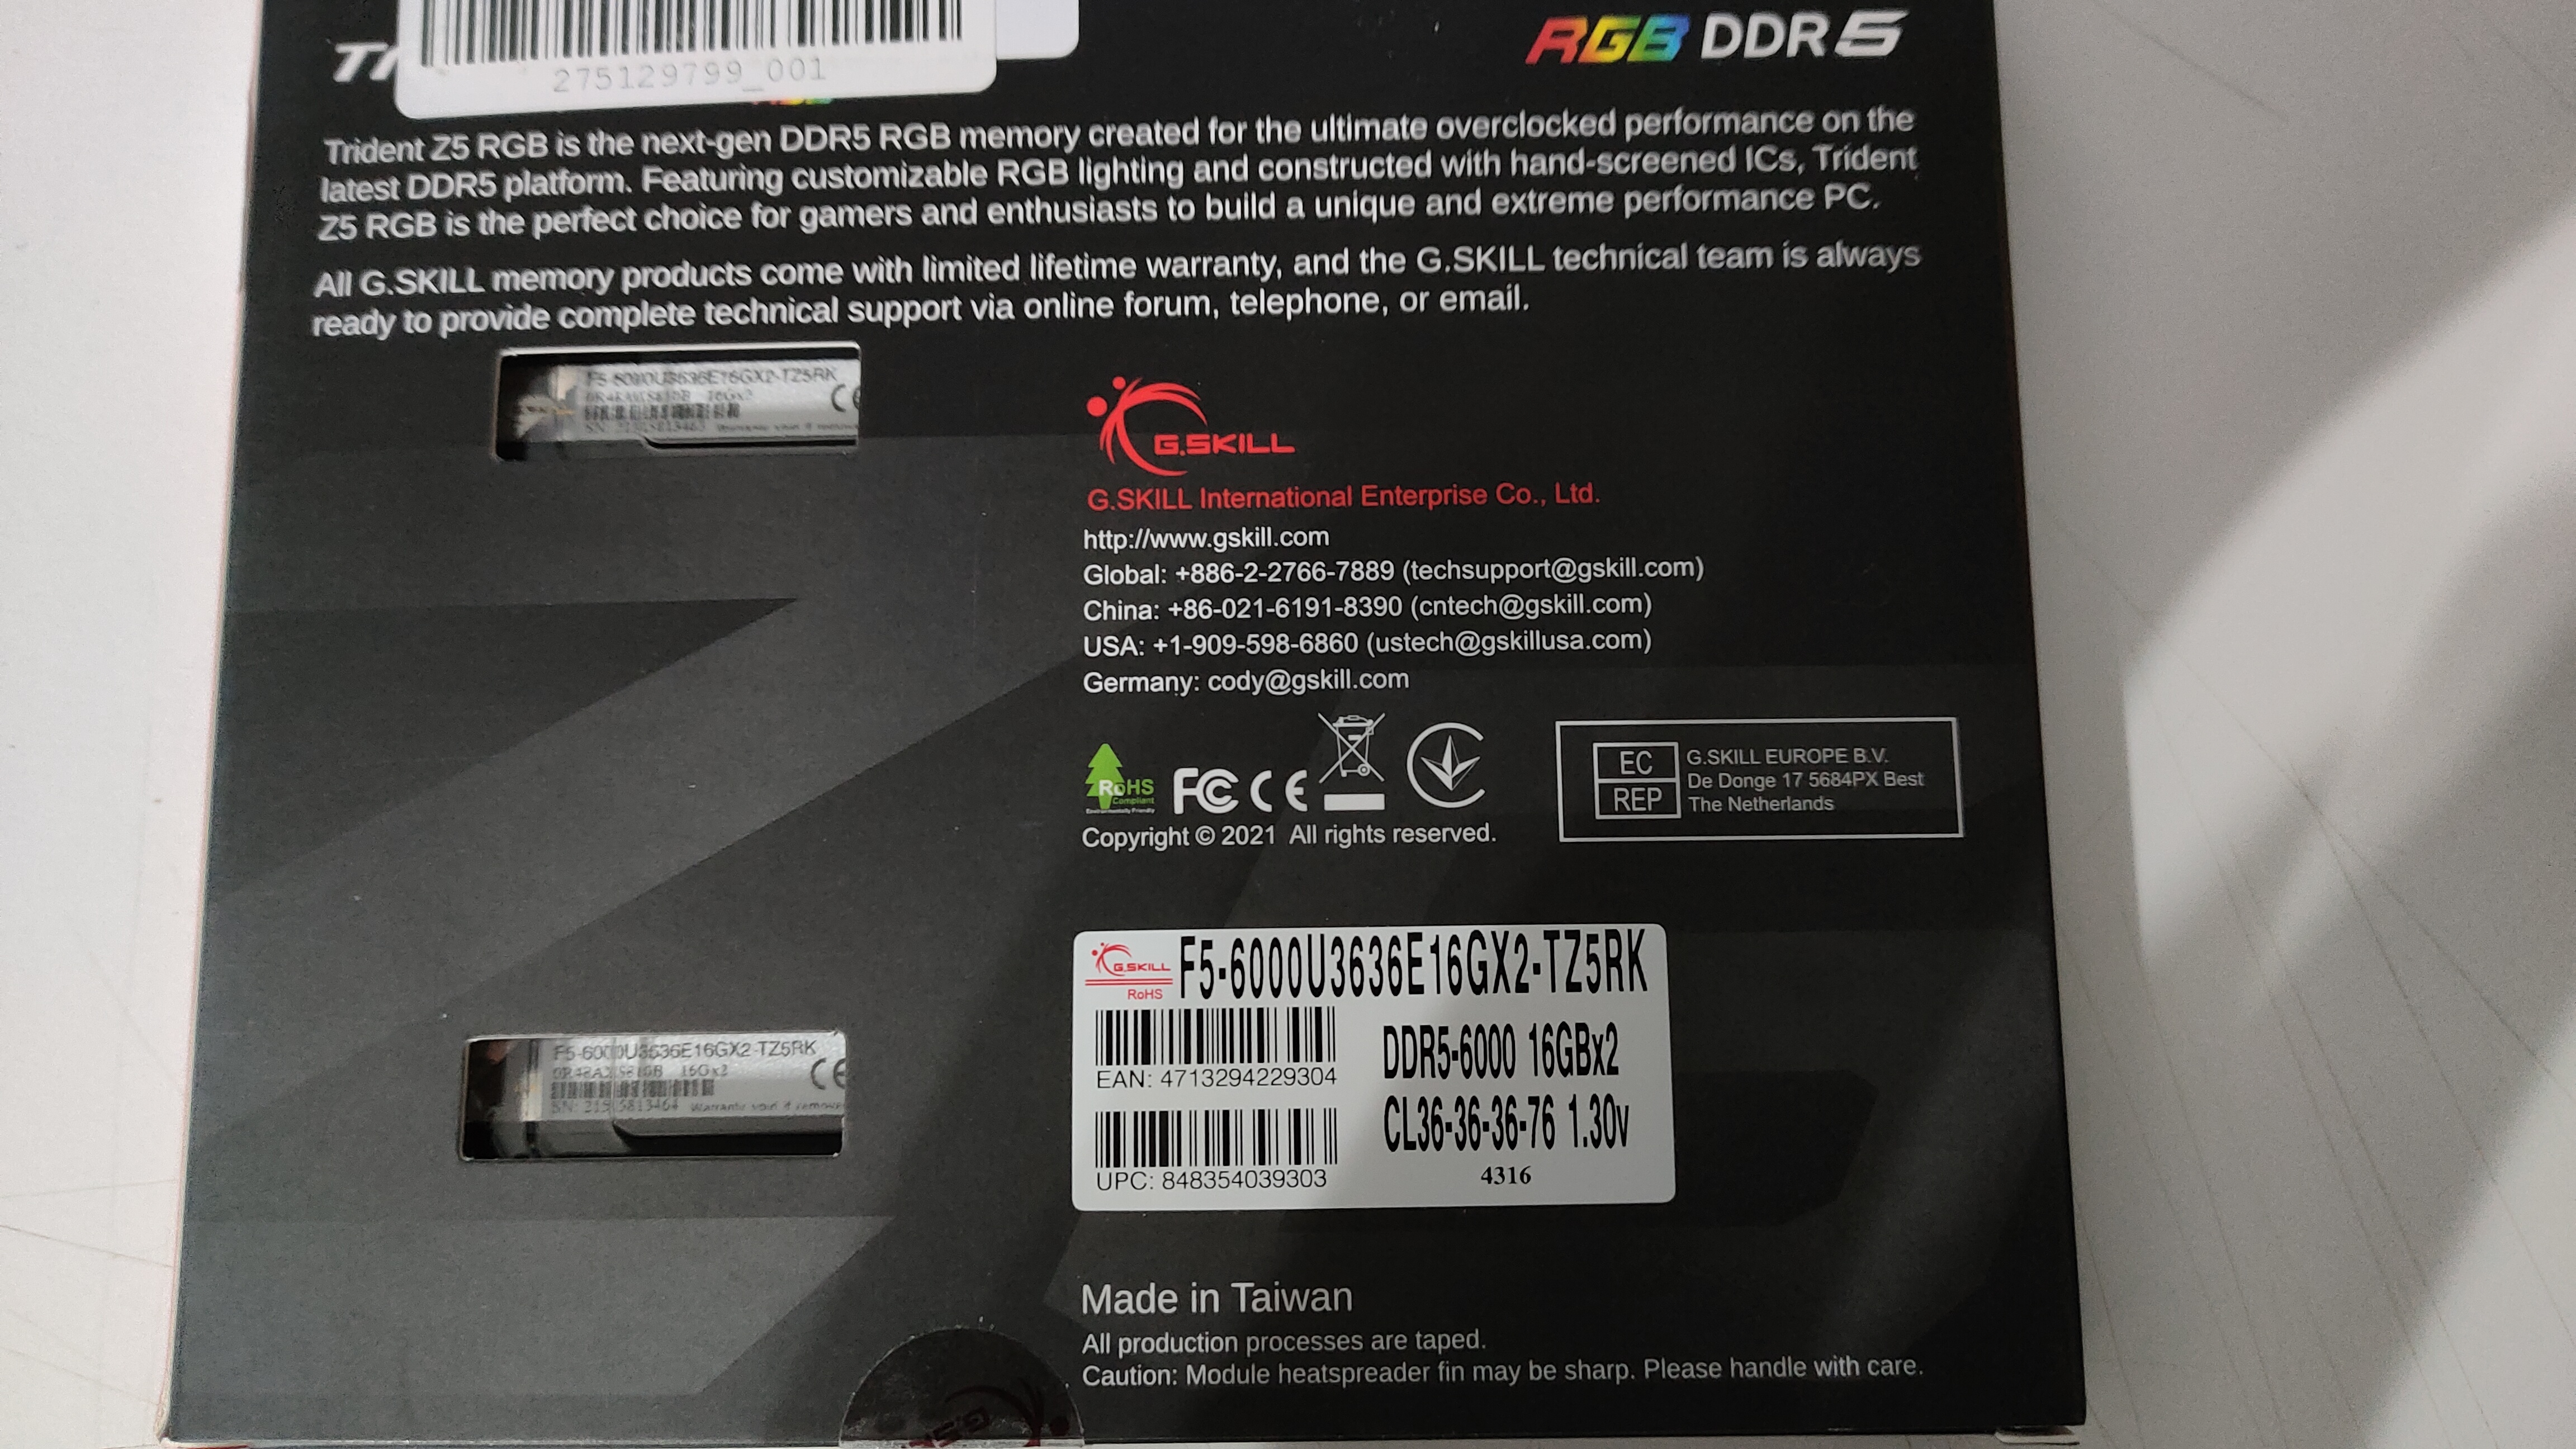 275129799_001
RGB DDR5
Trident Z5 RGB is the next-gen DDR5 RGB memory created for the ultimate overclocked performance on the
latest DDR5 platform. Featuring customizable RGB lighting and constructed with hand-screened ICs, Trident
Z5 RGB is the perfect choice for gamers and enthusiasts to build a unique and extreme performance PC.
All G.SKILL memory products come with limited lifetime warranty, and the G.SKILL technical team is always
ready to provide complete technical support via online forum, telephone, or email.
F5-6000U3636E16GX2-TZ5RK
16Gx2
CE
G.SKILL
G.SKILL International Enterprise Co., Ltd.
http://www.gskill.com
Global: +886-2-2766-7889 (techsupport@gskill.com)
China: +86-021-6191-8390 (cntech@gskill.com)
USA: +1-909-598-6860 (ustech@gskillusa.com)
Germany: cody@gskill.com
RoHS
Compliant
Environmentally Friendly
FC CE
Copyright © 2021 All rights reserved.
EC
REP
G.SKILL EUROPE B.V.
De Donge 17 5684PX Best
The Netherlands
G.SKILL
RoHS
F5-6000U3636E16GX2-TZ5RK
EAN: 4713294229304
DDR5-6000 16GBx2
CL36-36-36-76 1.30v
UPC: 848354039303
4316
F5-6000U3636E16GX2-TZ5RK
16Gx2
CE
Warranty void if
Made in Taiwan
All production processes are taped.
Caution: Module heatspreader fin may be sharp. Please handle with care.